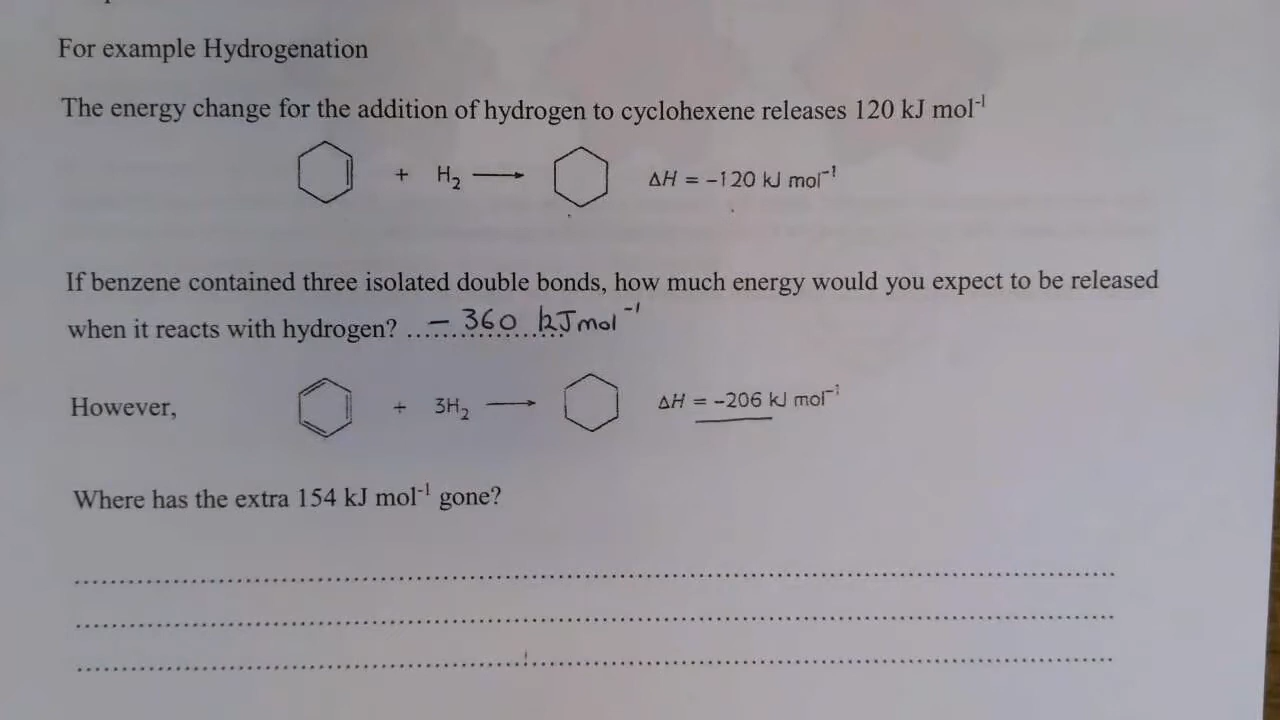 For example Hydrogenation
The energy change for the addition of hydrogen to cyclohexene releases 120 kJ mol⁻¹
+ H₂ → ΔH = −120 kJ mol⁻¹
If benzene contained three isolated double bonds, how much energy would you expect to be released
when it reacts with hydrogen? ... − 360 kJ mol⁻¹
However, + 3H₂ → ΔH = −206 kJ mol⁻¹
Where has the extra 154 kJ mol⁻¹ gone?